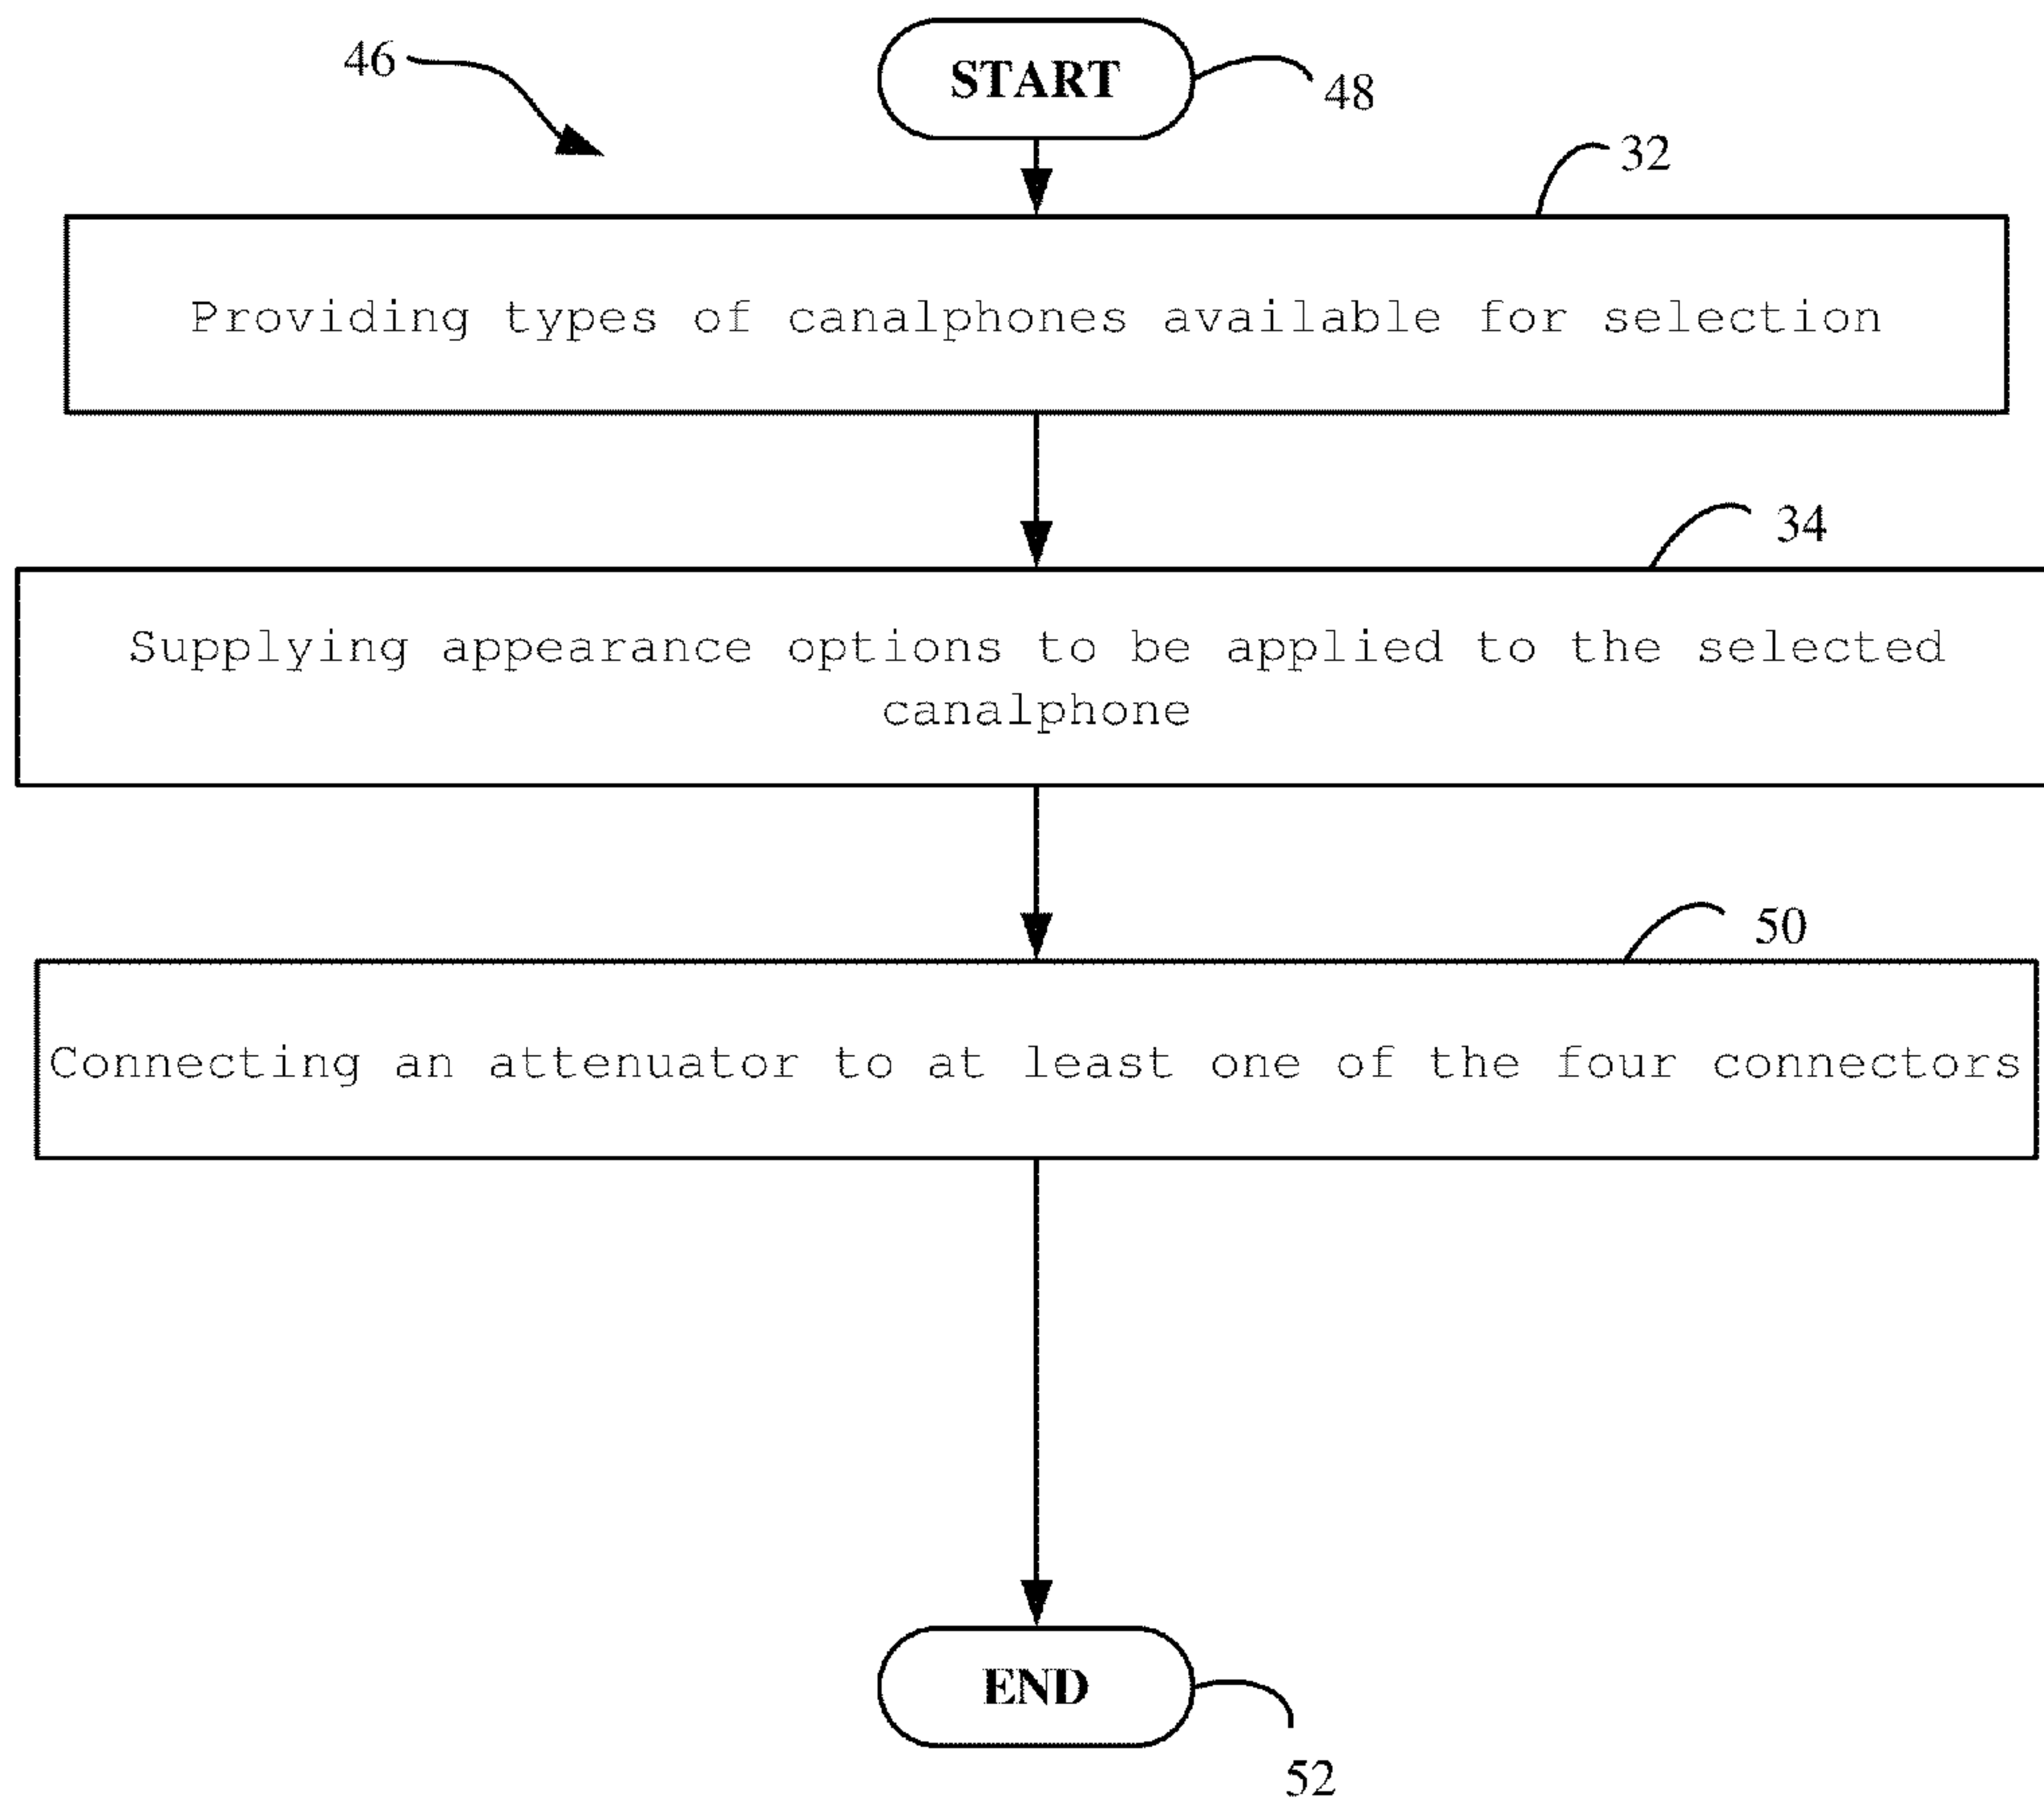 46
START
48
32
Providing types of canalphones available for selection
34
Supplying appearance options to be applied to the selected
canalphone
50
Connecting an attenuator to at least one of the four connectors
END
52